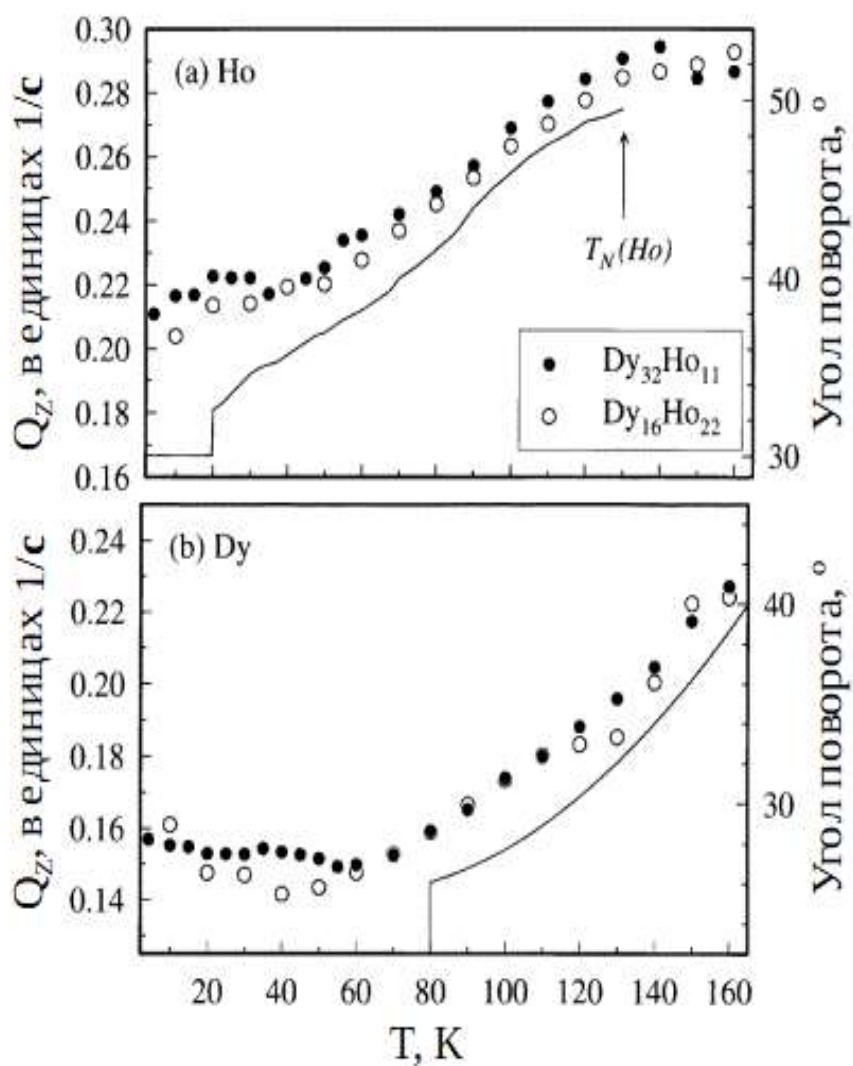 (a) Ho
Q_Z, в единицах 1/c
0.30
0.28
0.26
0.24
0.22
0.20
0.18
0.16
50
40
30
Угол поворота, °
T_N(Ho)
Dy₃₂Ho₁₁
Dy₁₆Ho₂₂
(b) Dy
Q_Z, в единицах 1/c
0.24
0.22
0.20
0.18
0.16
0.14
40
30
Угол поворота, °
20 40 60 80 100 120 140 160
T, K